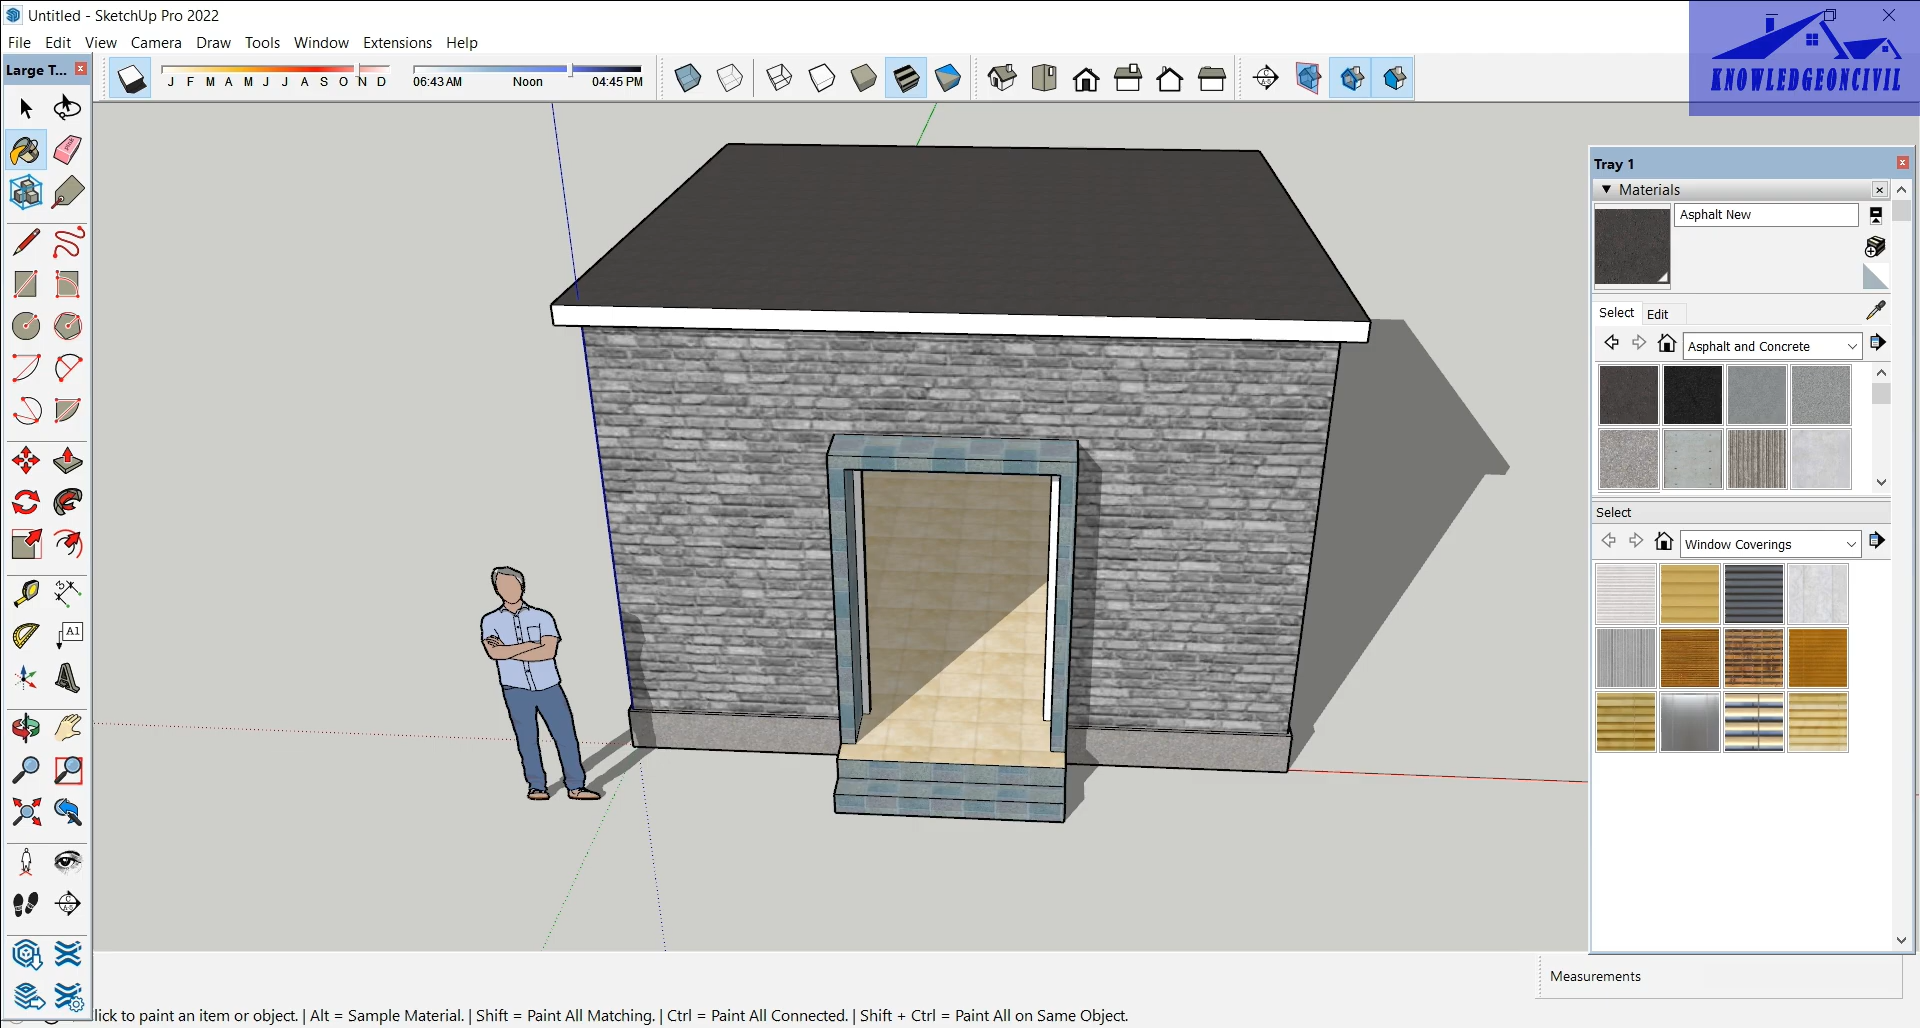 Untitled - SketchUp Pro 2022
File Edit View Camera Draw Tools Window Extensions Help
KNOWLEDGEONCIVIL
Large T...
J F M A M J J A S O N D
06:43 AM Noon 04:45 PM
Tray 1
Materials
Asphalt New
Select Edit
Asphalt and Concrete
Select
Window Coverings
A1
Measurements
lick to paint an item or object. | Alt = Sample Material. | Shift = Paint All Matching. | Ctrl = Paint All Connected. | Shift + Ctrl = Paint All on Same Object.